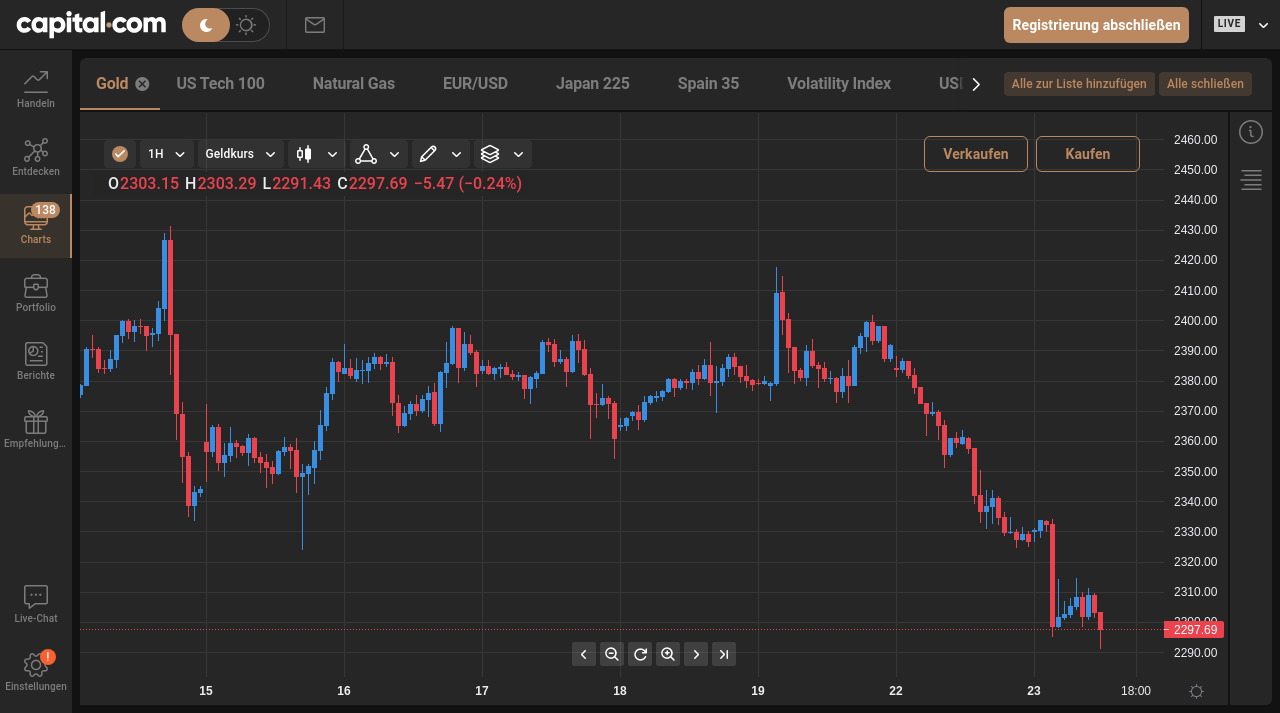 capital.com
Registrierung abschließen
LIVE
Handeln
Entdecken
138
Charts
Portfolio
Berichte
Empfehlung...
Live-Chat
!
Einstellungen
Gold US Tech 100 Natural Gas EUR/USD Japan 225 Spain 35 Volatility Index
Alle zur Liste hinzufügen Alle schließen
1H Geldkurs
Verkaufen Kaufen
O2303.15 H2303.29 L2291.43 C2297.69 −5.47 (−0.24%)
2460.00
2450.00
2440.00
2430.00
2420.00
2410.00
2400.00
2390.00
2380.00
2370.00
2360.00
2350.00
2340.00
2330.00
2320.00
2310.00
2297.69
2290.00
15 16 17 18 19 22 23 18:00